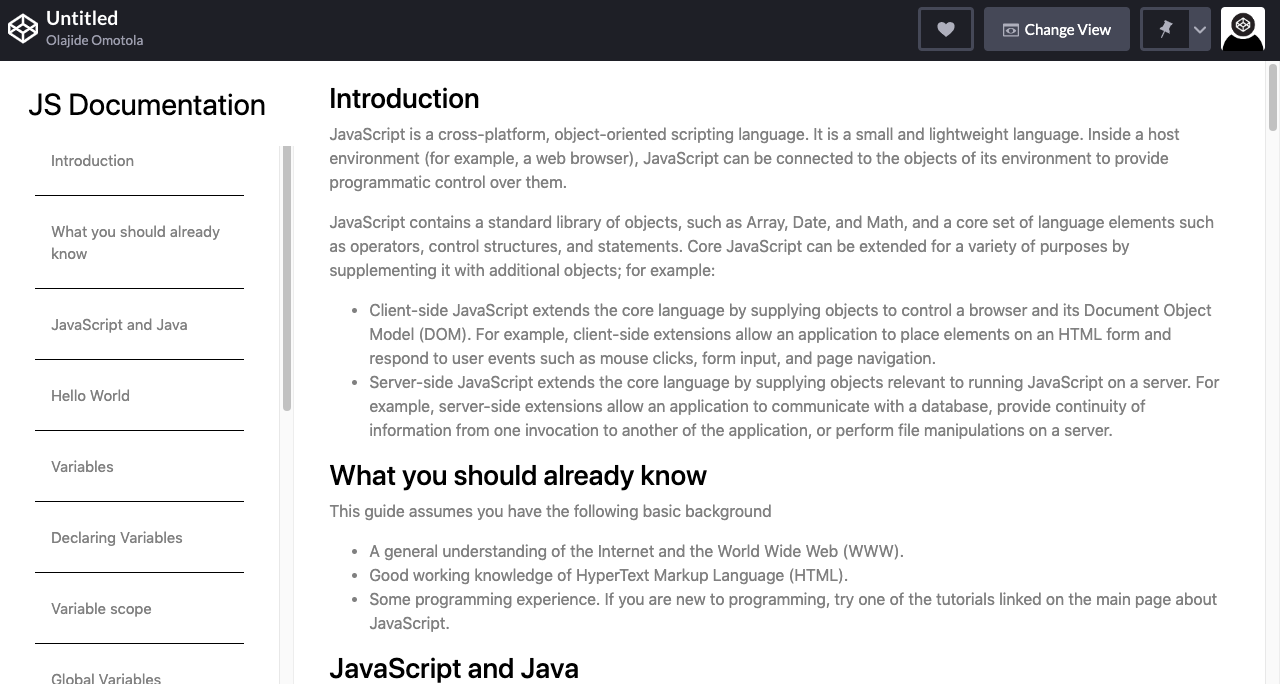 Untitled
Olajide Omotola
Change View
JS Documentation
Introduction
What you should already
know
JavaScript and Java
Hello World
Variables
Declaring Variables
Variable scope
Global Variables
Introduction
JavaScript is a cross-platform, object-oriented scripting language. It is a small and lightweight language. Inside a host
environment (for example, a web browser), JavaScript can be connected to the objects of its environment to provide
programmatic control over them.
JavaScript contains a standard library of objects, such as Array, Date, and Math, and a core set of language elements such
as operators, control structures, and statements. Core JavaScript can be extended for a variety of purposes by
supplementing it with additional objects; for example:
• Client-side JavaScript extends the core language by supplying objects to control a browser and its Document Object
Model (DOM). For example, client-side extensions allow an application to place elements on an HTML form and
respond to user events such as mouse clicks, form input, and page navigation.
• Server-side JavaScript extends the core language by supplying objects relevant to running JavaScript on a server. For
example, server-side extensions allow an application to communicate with a database, provide continuity of
information from one invocation to another of the application, or perform file manipulations on a server.
What you should already know
This guide assumes you have the following basic background
• A general understanding of the Internet and the World Wide Web (WWW).
• Good working knowledge of HyperText Markup Language (HTML).
• Some programming experience. If you are new to programming, try one of the tutorials linked on the main page about
JavaScript.
JavaScript and Java